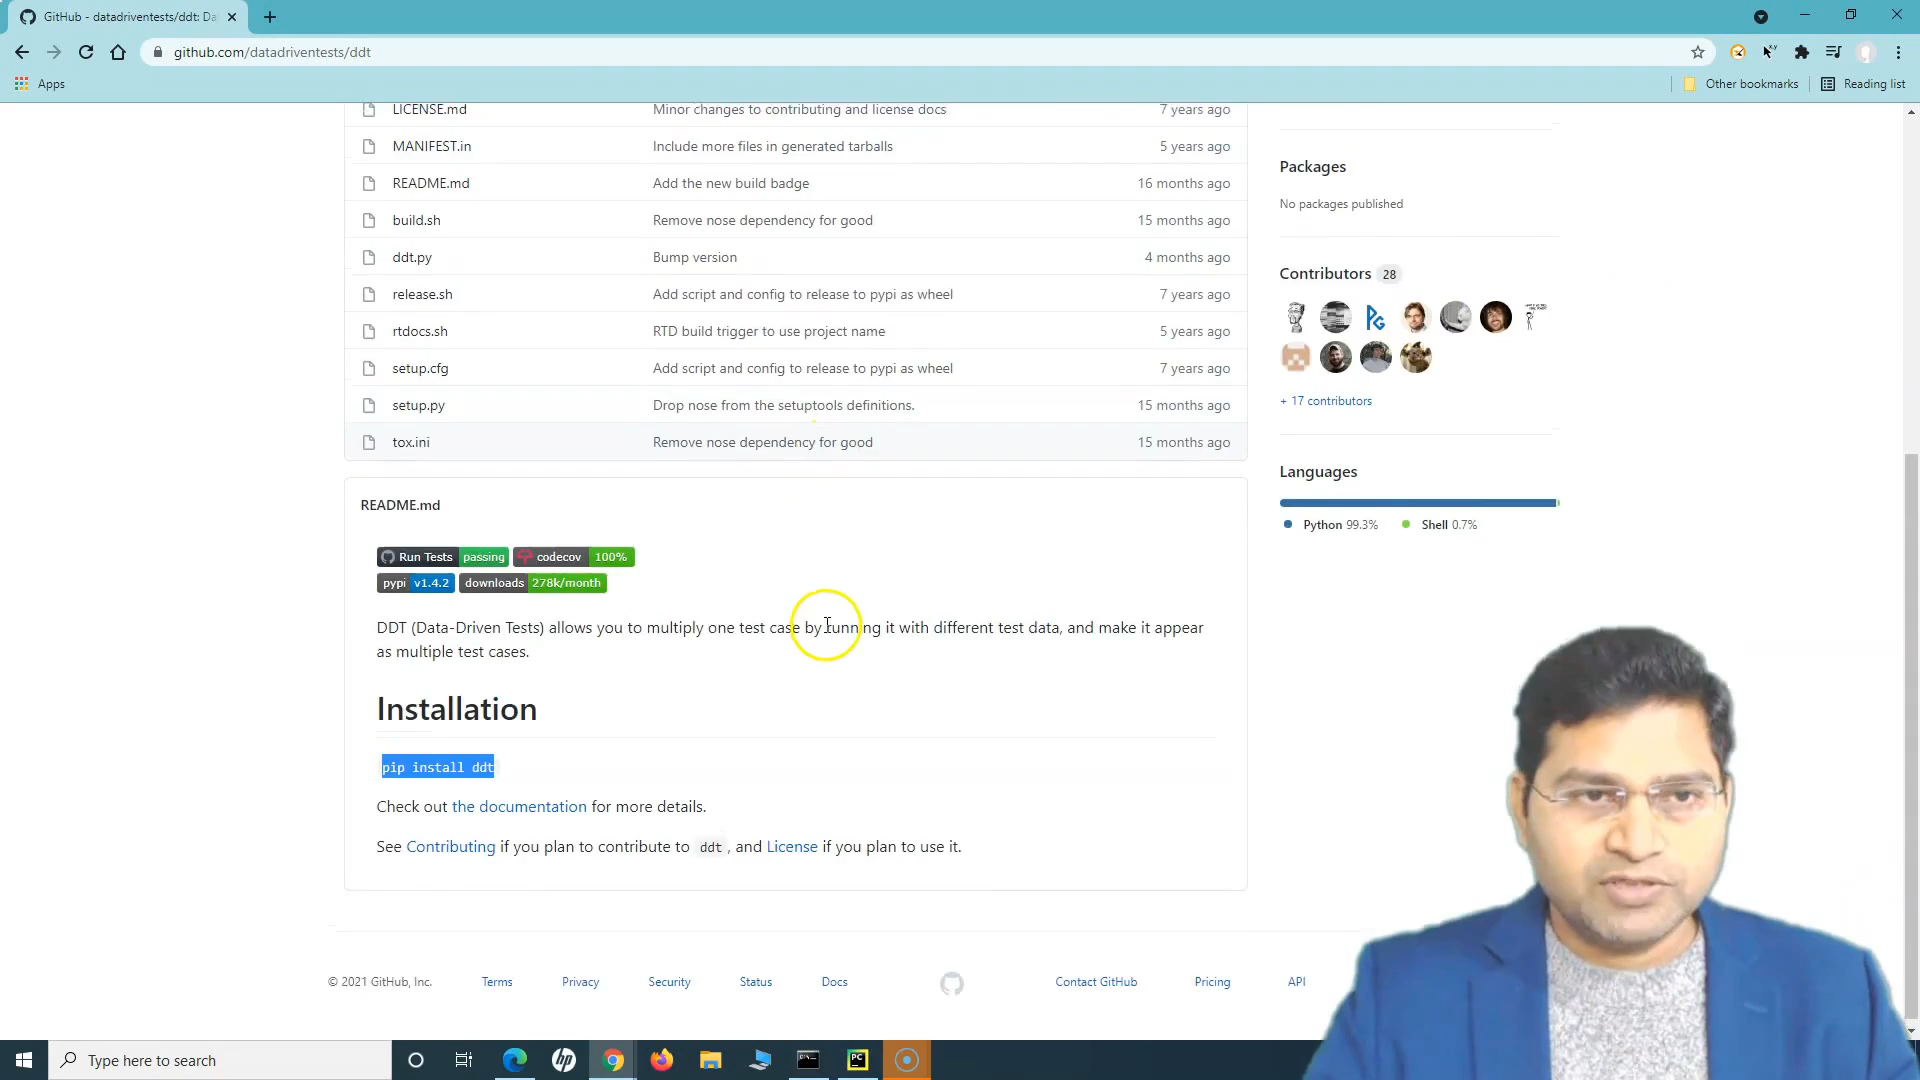 GitHub - datadriventests/ddt: Da
github.com/datadriventests/ddt
Apps
Other bookmarks
Reading list
LICENSE.md Minor changes to contributing and license docs 7 years ago
MANIFEST.in Include more files in generated tarballs 5 years ago
README.md Add the new build badge 16 months ago
build.sh Remove nose dependency for good 15 months ago
ddt.py Bump version 4 months ago
release.sh Add script and config to release to pypi as wheel 7 years ago
rtdocs.sh RTD build trigger to use project name 5 years ago
setup.cfg Add script and config to release to pypi as wheel 7 years ago
setup.py Drop nose from the setuptools definitions. 15 months ago
tox.ini Remove nose dependency for good 15 months ago
Packages
No packages published
Contributors 28
+ 17 contributors
Languages
Python 99.3% Shell 0.7%
README.md
Run Tests passing codecov 100%
pypi v1.4.2 downloads 278k/month
DDT (Data-Driven Tests) allows you to multiply one test case by running it with different test data, and make it appear
as multiple test cases.
Installation
pip install ddt
Check out the documentation for more details.
See Contributing if you plan to contribute to ddt, and License if you plan to use it.
© 2021 GitHub, Inc. Terms Privacy Security Status Docs Contact GitHub Pricing API
Type here to search